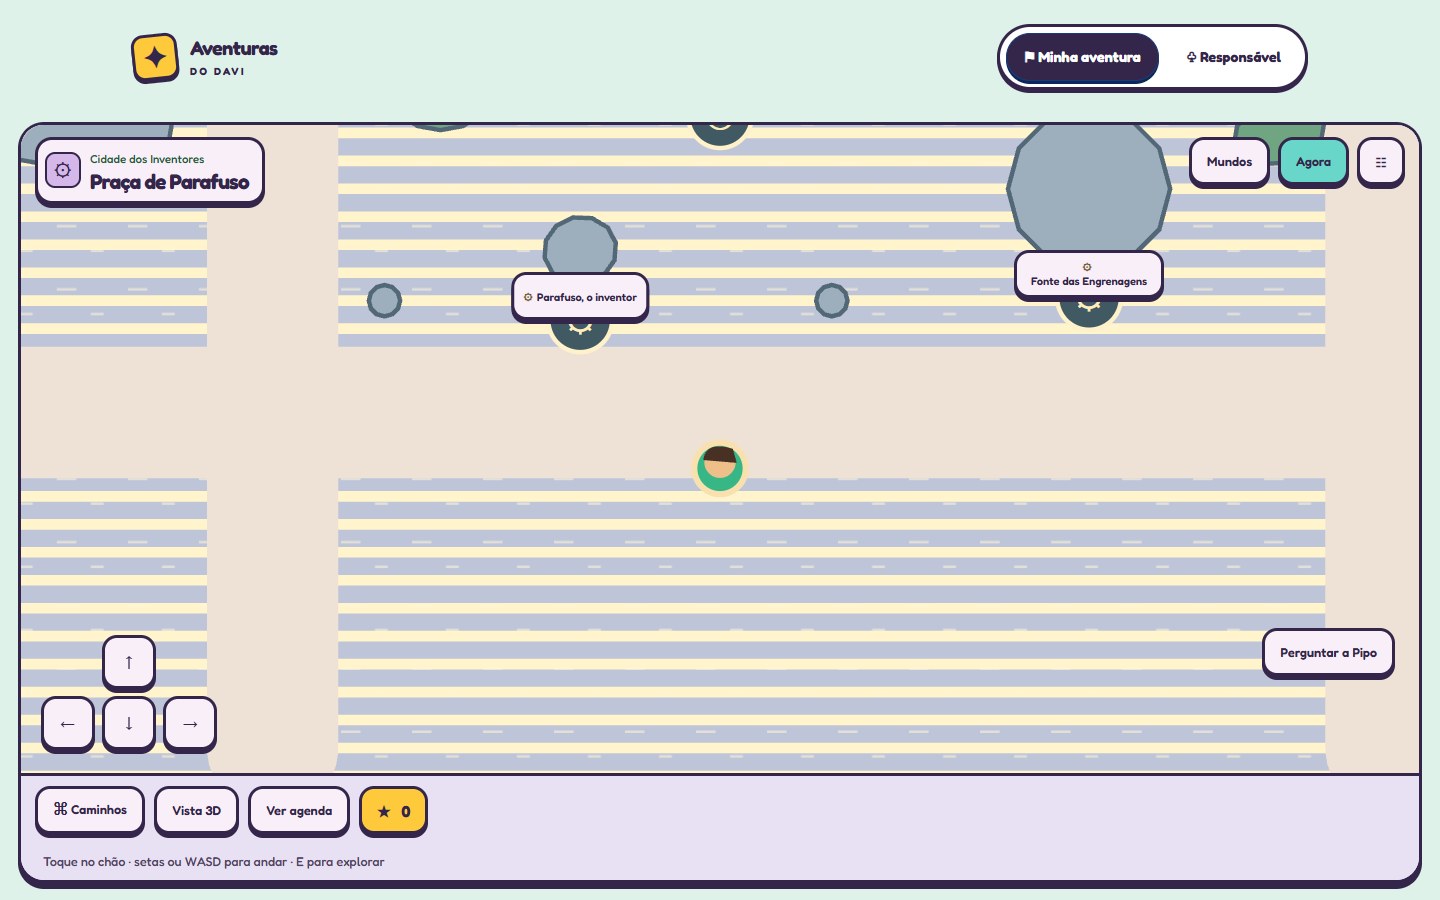 Aventuras
DO DAVI
Minha aventura
Responsável
Cidade dos Inventores
Praça de Parafuso
Mundos
Agora
Parafuso, o inventor
Fonte das Engrenagens
Perguntar a Pipo
↑
← ↓ →
⌘ Caminhos
Vista 3D
Ver agenda
★ 0
Toque no chão · setas ou WASD para andar · E para explorar